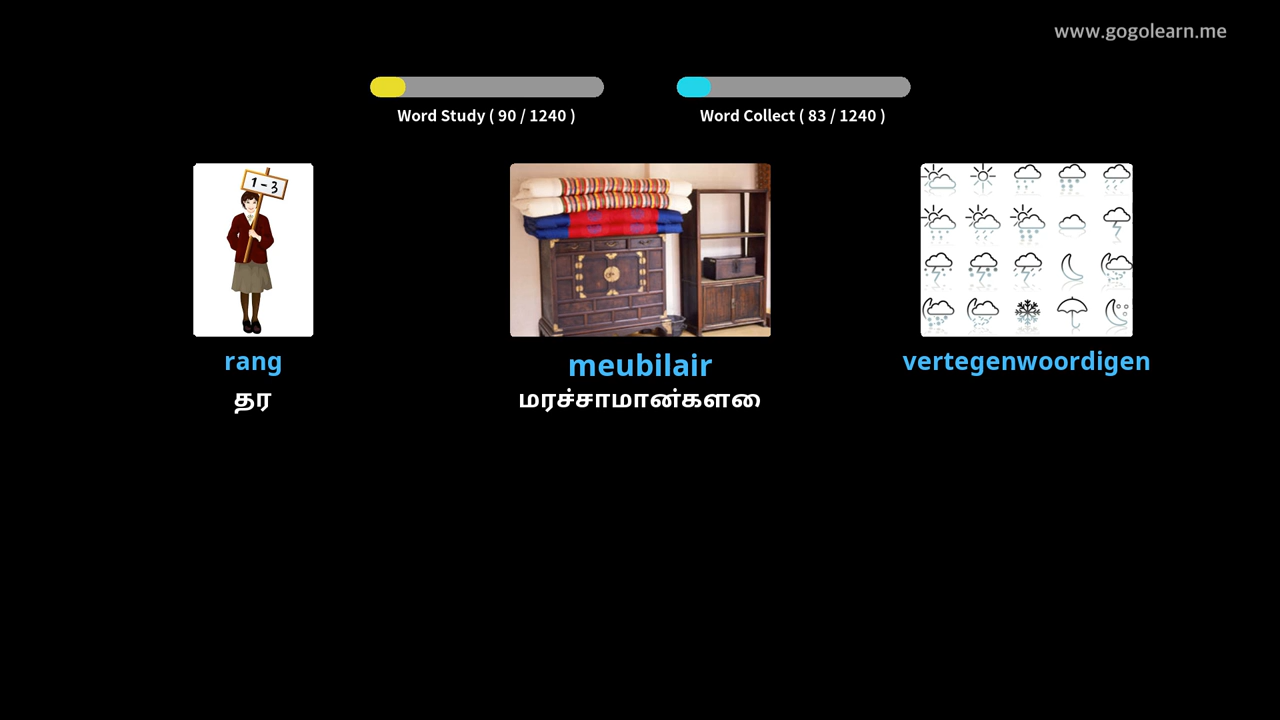 www.gogolearn.me
Word Study ( 90 / 1240 )
Word Collect ( 83 / 1240 )
1 - 3
rang
meubilair
vertegenwoordigen
தர
மரச்சாமான்களை